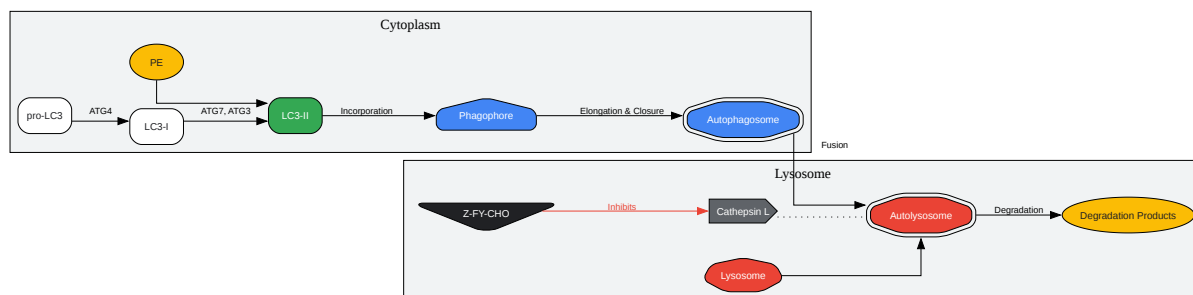 Cytoplasm
PE
pro-LC3
ATG4
LC3-I
ATG7, ATG3
LC3-II
Incorporation
Phagophore
Elongation & Closure
Autophagosome
Fusion
Lysosome
Z-FY-CHO
Inhibits
Cathepsin L
Autolysosome
Degradation
Degradation Products
Lysosome